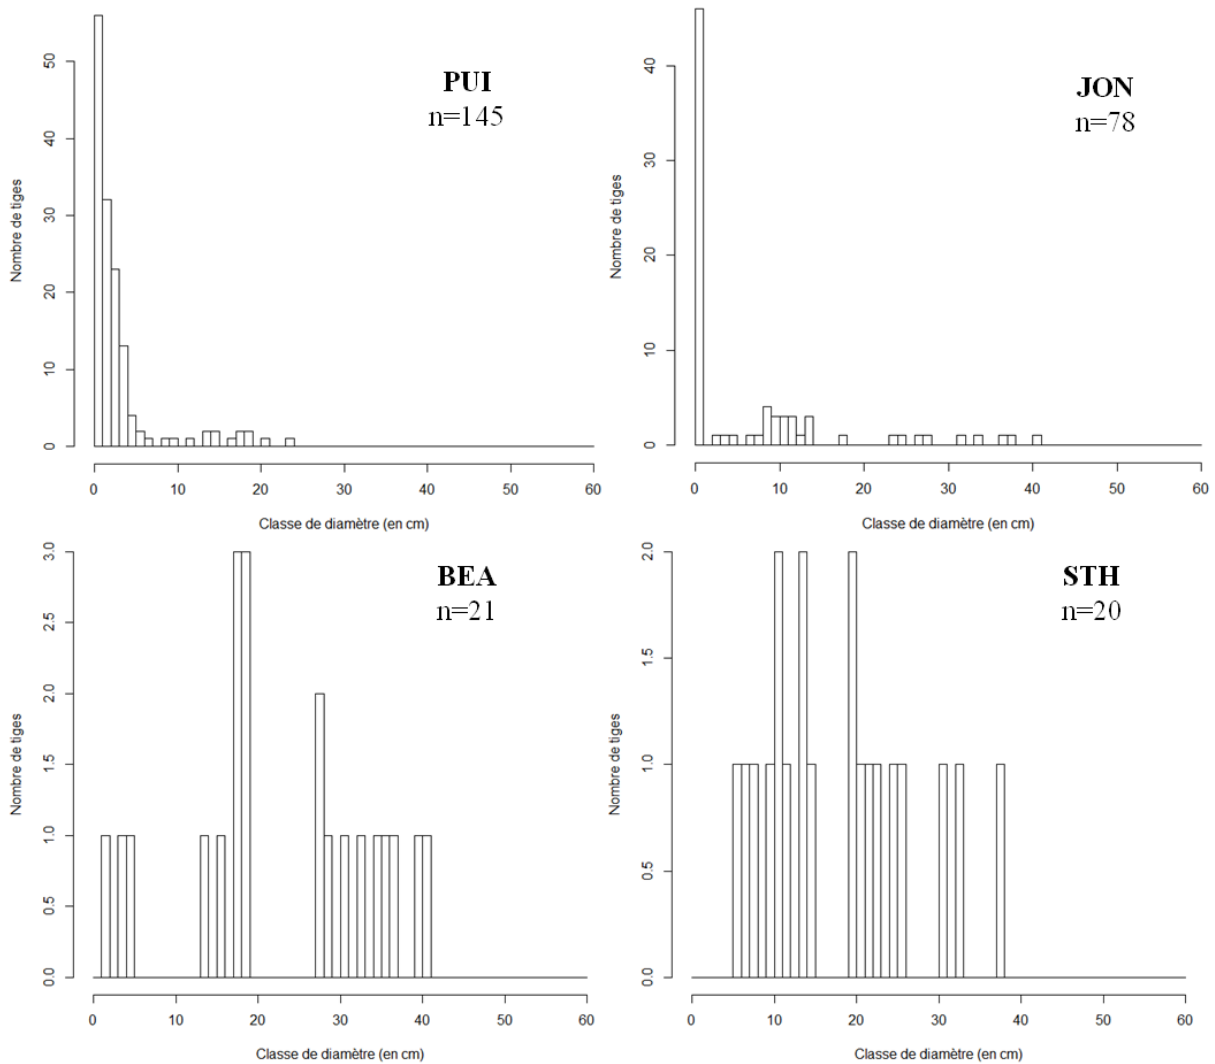 PUI
n=145
Nombre de tiges
0
10
20
30
40
50
0 10 20 30 40 50 60
Classe de diamètre (en cm)
JON
n=78
Nombre de tiges
0
10
20
30
40
0 10 20 30 40 50 60
Classe de diamètre (en cm)
BEA
n=21
Nombre de tiges
0.0
0.5
1.0
1.5
2.0
2.5
3.0
0 10 20 30 40 50 60
Classe de diamètre (en cm)
STH
n=20
Nombre de tiges
0.0
0.5
1.0
1.5
2.0
0 10 20 30 40 50 60
Classe de diamètre (en cm)